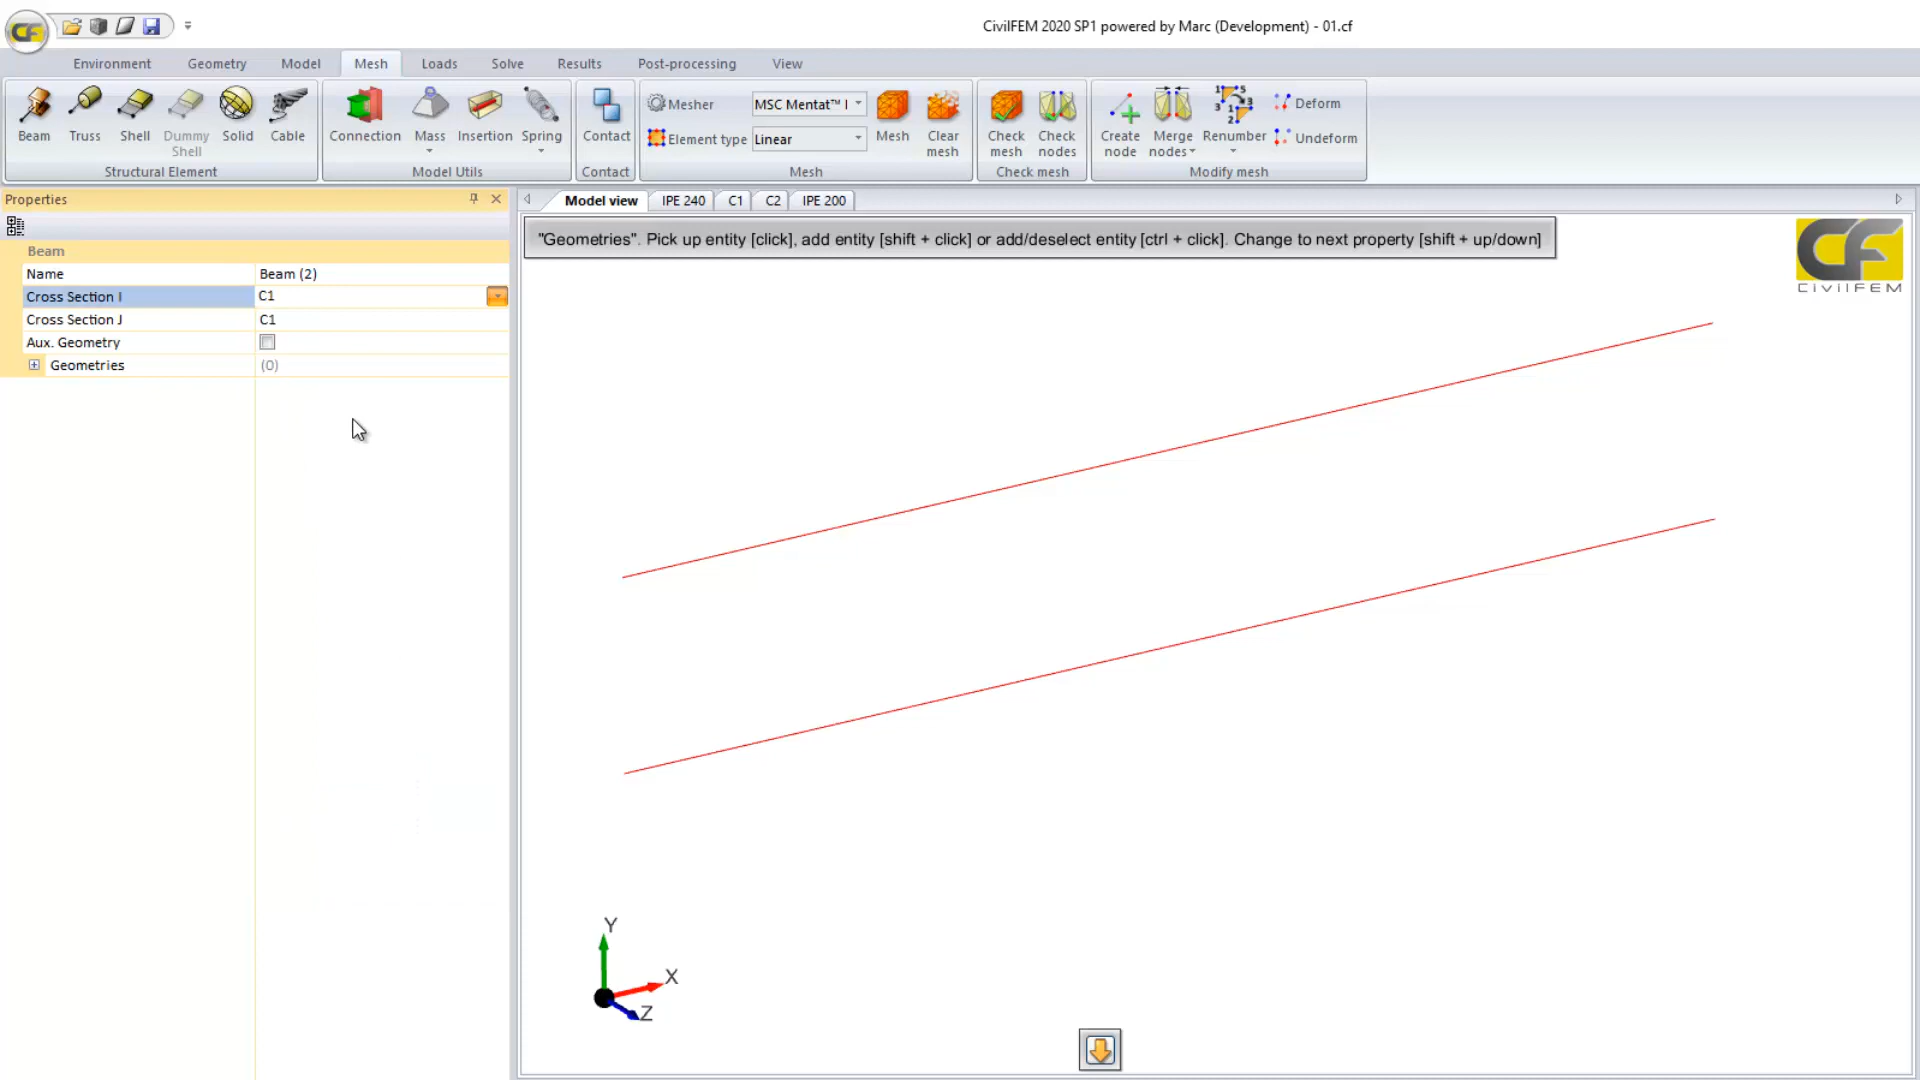 CF
CivilFEM 2020 SP1 powered by Marc (Development) - 01.cf
Environment Geometry Model Mesh Loads Solve Results Post-processing View
Beam Truss Shell Dummy Shell Solid Cable
Structural Element
Connection Mass Insertion Spring
Model Utils
Contact
Contact
Mesher MSC Mentat™ I
Element type Linear
Mesh Clear mesh
Mesh
Check mesh Check nodes
Check mesh
Create node Merge nodes Renumber Deform
Undeform
Modify mesh
Properties
Model view IPE 240 C1 C2 IPE 200
"Geometries". Pick up entity [click], add entity [shift + click] or add/deselect entity [ctrl + click]. Change to next property [shift + up/down]
Beam
Name Beam (2)
Cross Section I C1
Cross Section J C1
Aux. Geometry
Geometries (0)
CF
CIVILFEM
Y
X
Z